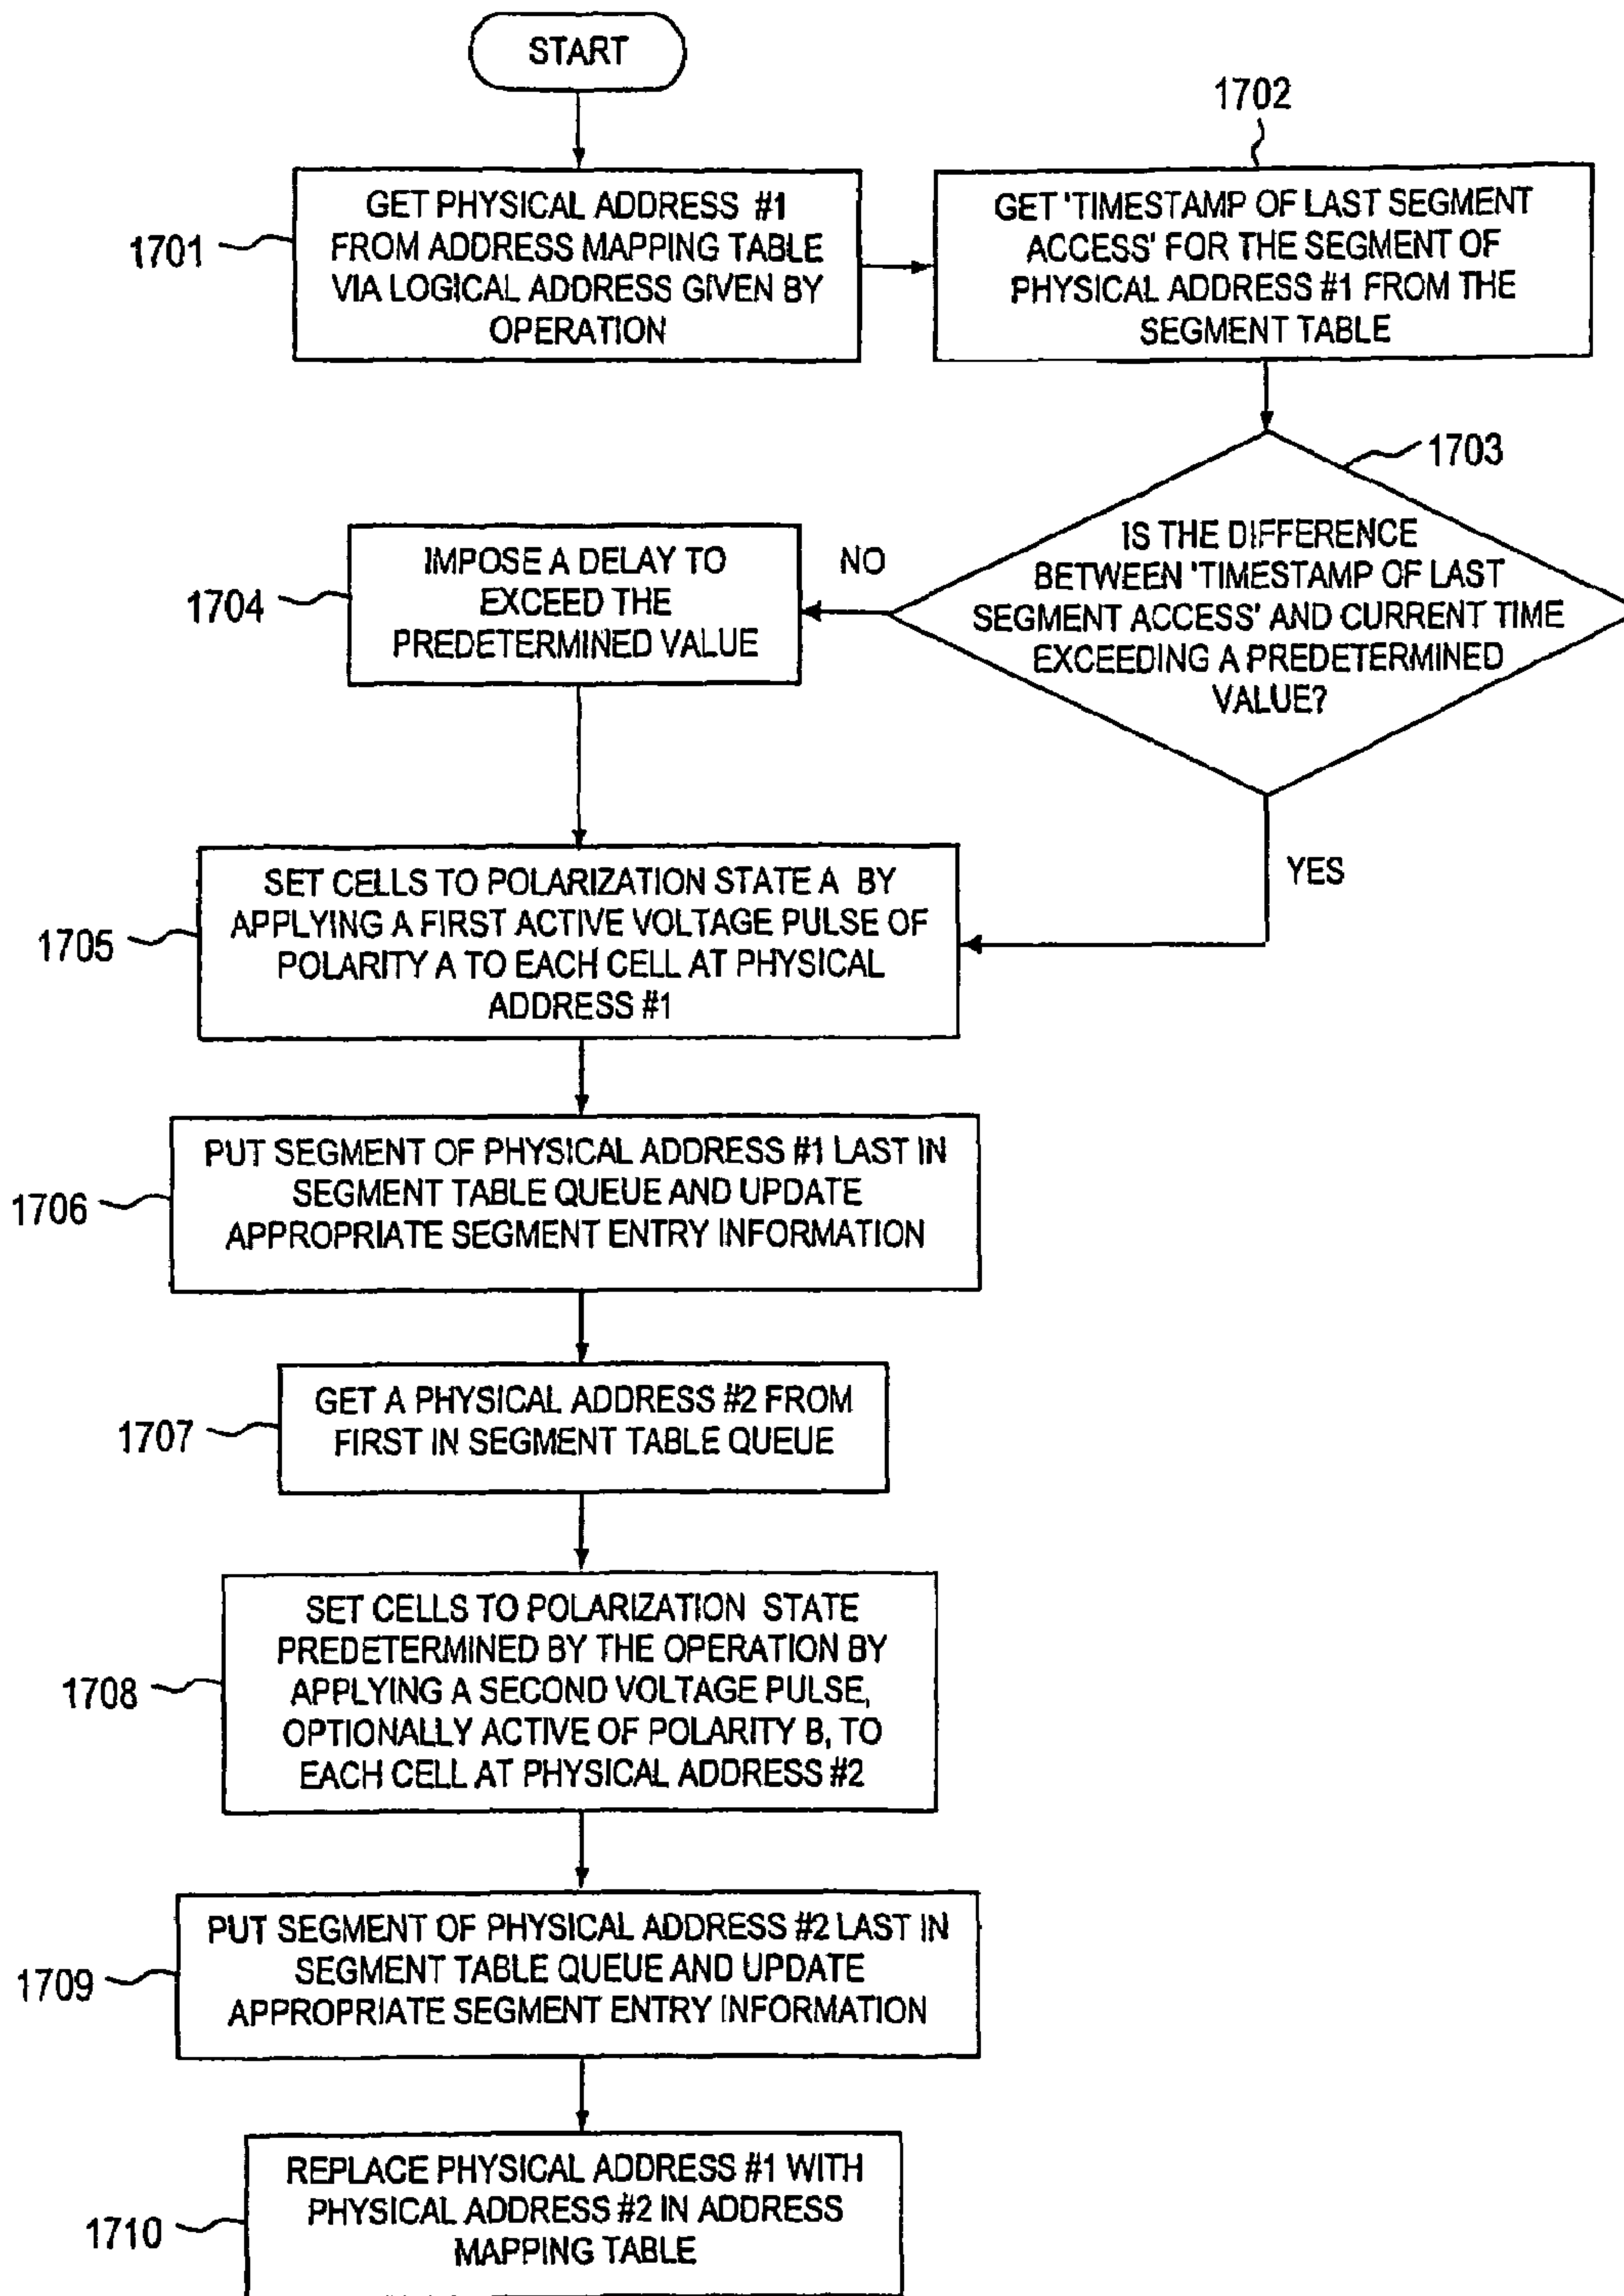 START
1701
GET PHYSICAL ADDRESS #1
FROM ADDRESS MAPPING TABLE
VIA LOGICAL ADDRESS GIVEN BY
OPERATION
1702
GET 'TIMESTAMP OF LAST SEGMENT
ACCESS' FOR THE SEGMENT OF
PHYSICAL ADDRESS #1 FROM THE
SEGMENT TABLE
1703
IS THE DIFFERENCE
BETWEEN 'TIMESTAMP OF LAST
SEGMENT ACCESS' AND CURRENT TIME
EXCEEDING A PREDETERMINED
VALUE?
NO
YES
1704
IMPOSE A DELAY TO
EXCEED THE
PREDETERMINED VALUE
1705
SET CELLS TO POLARIZATION STATE A BY
APPLYING A FIRST ACTIVE VOLTAGE PULSE OF
POLARITY A TO EACH CELL AT PHYSICAL
ADDRESS #1
1706
PUT SEGMENT OF PHYSICAL ADDRESS #1 LAST IN
SEGMENT TABLE QUEUE AND UPDATE
APPROPRIATE SEGMENT ENTRY INFORMATION
1707
GET A PHYSICAL ADDRESS #2 FROM
FIRST IN SEGMENT TABLE QUEUE
1708
SET CELLS TO POLARIZATION STATE
PREDETERMINED BY THE OPERATION BY
APPLYING A SECOND VOLTAGE PULSE,
OPTIONALLY ACTIVE OF POLARITY B, TO
EACH CELL AT PHYSICAL ADDRESS #2
1709
PUT SEGMENT OF PHYSICAL ADDRESS #2 LAST IN
SEGMENT TABLE QUEUE AND UPDATE
APPROPRIATE SEGMENT ENTRY INFORMATION
1710
REPLACE PHYSICAL ADDRESS #1 WITH
PHYSICAL ADDRESS #2 IN ADDRESS
MAPPING TABLE